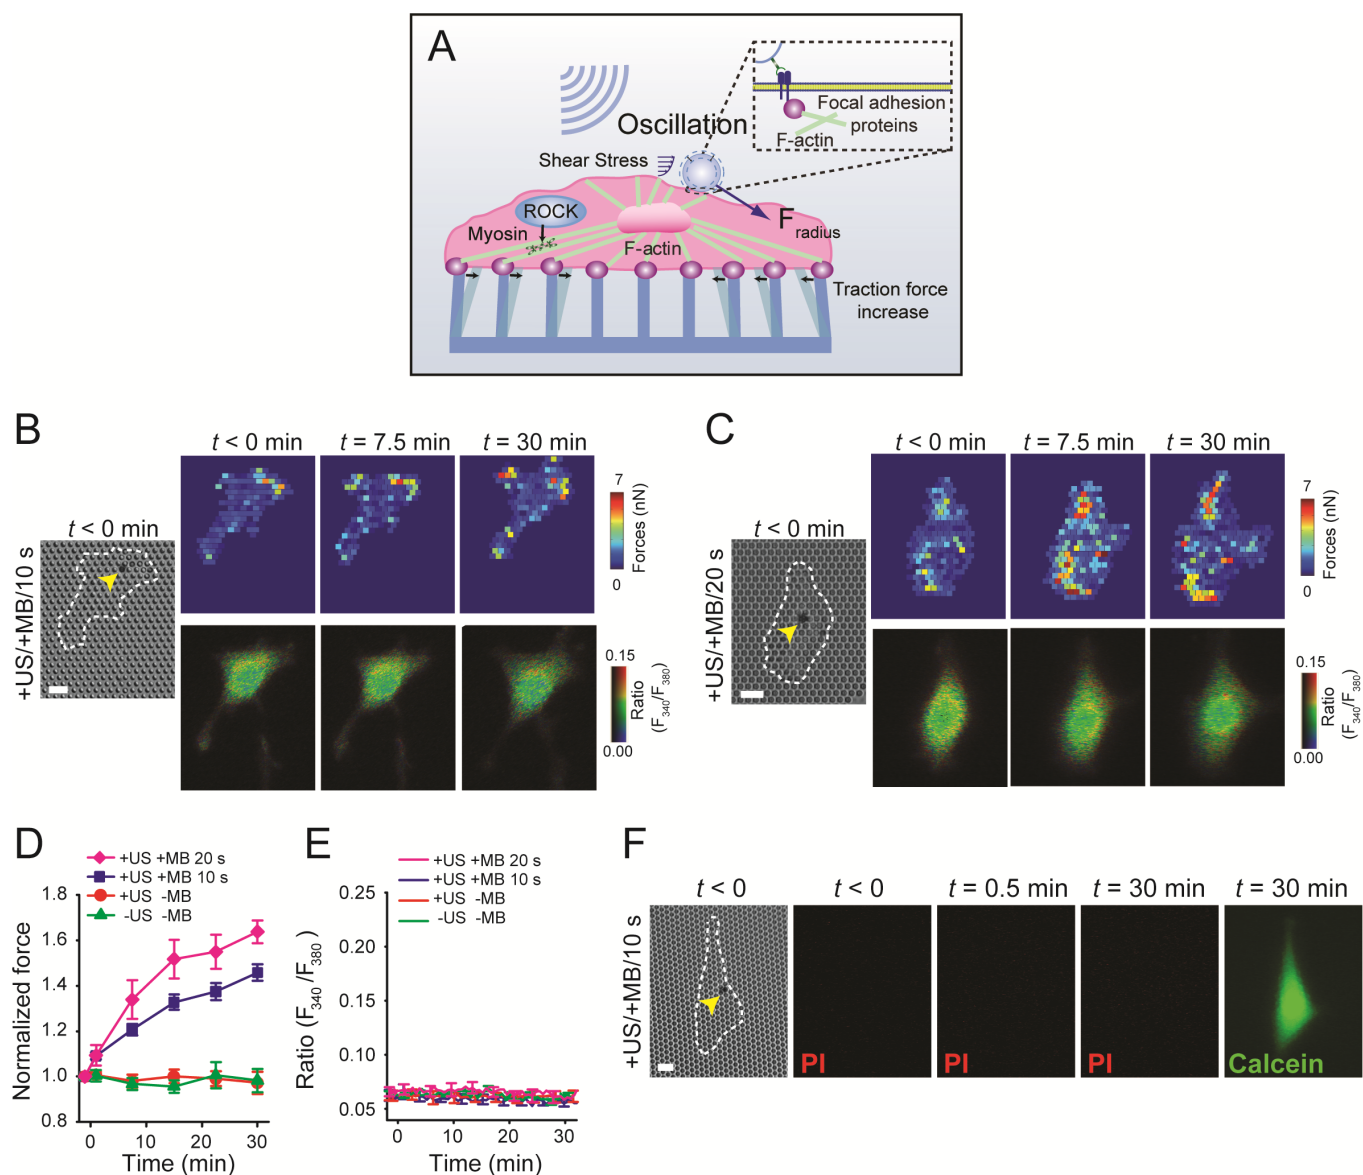 A
Oscillation
Focal adhesion
proteins
F-actin
Shear Stress
ROCK
Myosin
F-actin
F radius
Traction force
increase
B
+US/+MB/10 s
t < 0 min
t < 0 min
t = 7.5 min
t = 30 min
7
Forces (nN)
0
0.15
Ratio
(F340/F380)
0.00
C
+US/+MB/20 s
t < 0 min
t < 0 min
t = 7.5 min
t = 30 min
7
Forces (nN)
0
0.15
Ratio
(F340/F380)
0.00
D
+US +MB 20 s
+US +MB 10 s
+US -MB
-US -MB
Normalized force
1.8
1.6
1.4
1.2
1.0
0.8
0
10
20
30
Time (min)
E
+US +MB 20 s
+US +MB 10 s
+US -MB
-US -MB
Ratio (F340/F380)
0.25
0.20
0.15
0.10
0.05
0
10
20
30
Time (min)
F
+US/+MB/10 s
t < 0
t < 0
t = 0.5 min
t = 30 min
t = 30 min
PI
PI
PI
Calcein